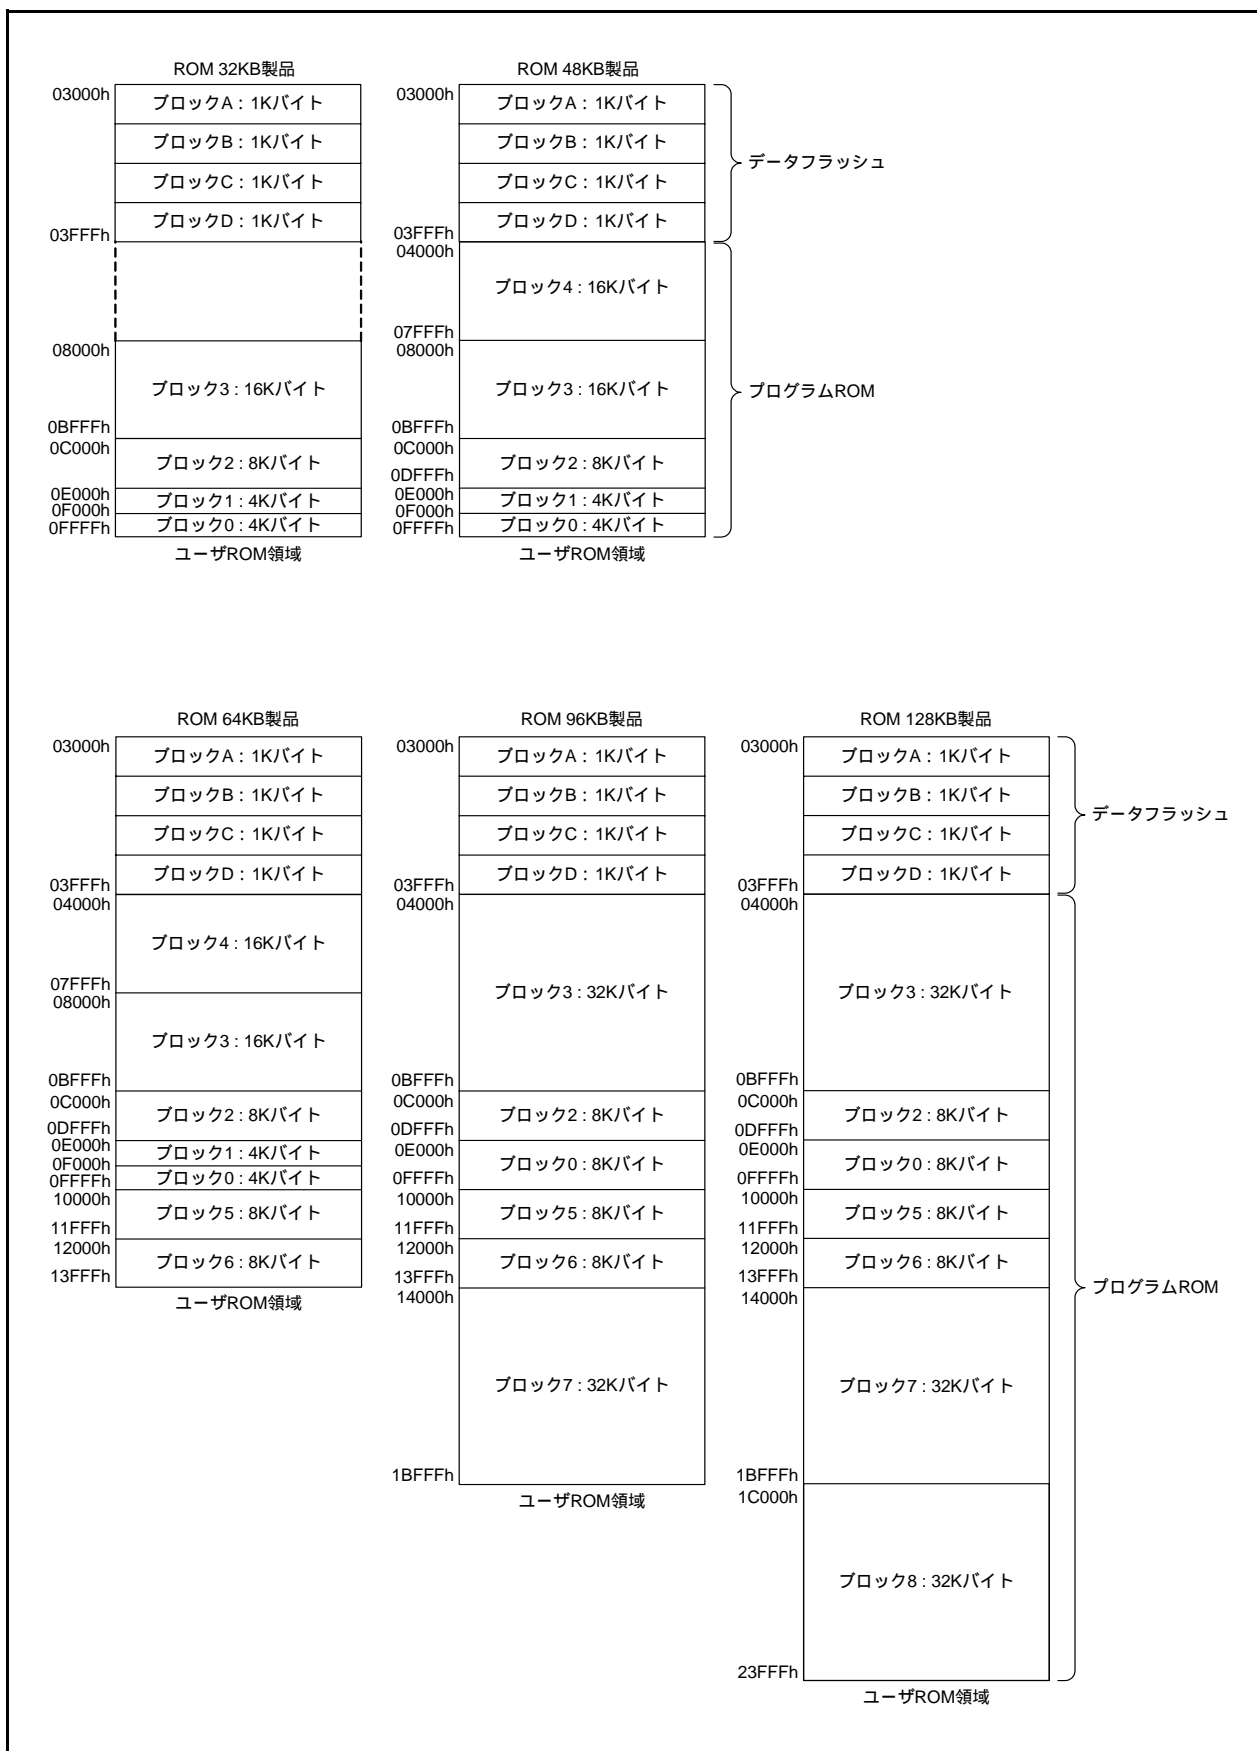 ROM 32KB製品
03000h
ブロックA : 1Kバイト
ブロックB : 1Kバイト
ブロックC : 1Kバイト
ブロックD : 1Kバイト
03FFFh
08000h
ブロック3 : 16Kバイト
0BFFFh
0C000h
ブロック2 : 8Kバイト
0E000h
ブロック1 : 4Kバイト
0F000h
ブロック0 : 4Kバイト
0FFFFh
ユーザROM領域
ROM 48KB製品
03000h
ブロックA : 1Kバイト
ブロックB : 1Kバイト
ブロックC : 1Kバイト
ブロックD : 1Kバイト
03FFFh
04000h
ブロック4 : 16Kバイト
07FFFh
08000h
ブロック3 : 16Kバイト
0BFFFh
0C000h
ブロック2 : 8Kバイト
0DFFFh
0E000h
ブロック1 : 4Kバイト
0F000h
ブロック0 : 4Kバイト
0FFFFh
ユーザROM領域
データフラッシュ
プログラムROM
ROM 64KB製品
03000h
ブロックA : 1Kバイト
ブロックB : 1Kバイト
ブロックC : 1Kバイト
ブロックD : 1Kバイト
03FFFh
04000h
ブロック4 : 16Kバイト
07FFFh
08000h
ブロック3 : 16Kバイト
0BFFFh
0C000h
ブロック2 : 8Kバイト
0DFFFh
0E000h
ブロック1 : 4Kバイト
0F000h
ブロック0 : 4Kバイト
0FFFFh
10000h
ブロック5 : 8Kバイト
11FFFh
12000h
ブロック6 : 8Kバイト
13FFFh
ユーザROM領域
ROM 96KB製品
03000h
ブロックA : 1Kバイト
ブロックB : 1Kバイト
ブロックC : 1Kバイト
ブロックD : 1Kバイト
03FFFh
04000h
ブロック3 : 32Kバイト
0BFFFh
0C000h
ブロック2 : 8Kバイト
0DFFFh
0E000h
ブロック0 : 8Kバイト
0FFFFh
10000h
ブロック5 : 8Kバイト
11FFFh
12000h
ブロック6 : 8Kバイト
13FFFh
14000h
ブロック7 : 32Kバイト
1BFFFh
ユーザROM領域
ROM 128KB製品
03000h
ブロックA : 1Kバイト
ブロックB : 1Kバイト
ブロックC : 1Kバイト
ブロックD : 1Kバイト
03FFFh
04000h
ブロック3 : 32Kバイト
0BFFFh
0C000h
ブロック2 : 8Kバイト
0DFFFh
0E000h
ブロック0 : 8Kバイト
0FFFFh
10000h
ブロック5 : 8Kバイト
11FFFh
12000h
ブロック6 : 8Kバイト
13FFFh
14000h
ブロック7 : 32Kバイト
1BFFFh
1C000h
ブロック8 : 32Kバイト
23FFFh
ユーザROM領域
データフラッシュ
プログラムROM